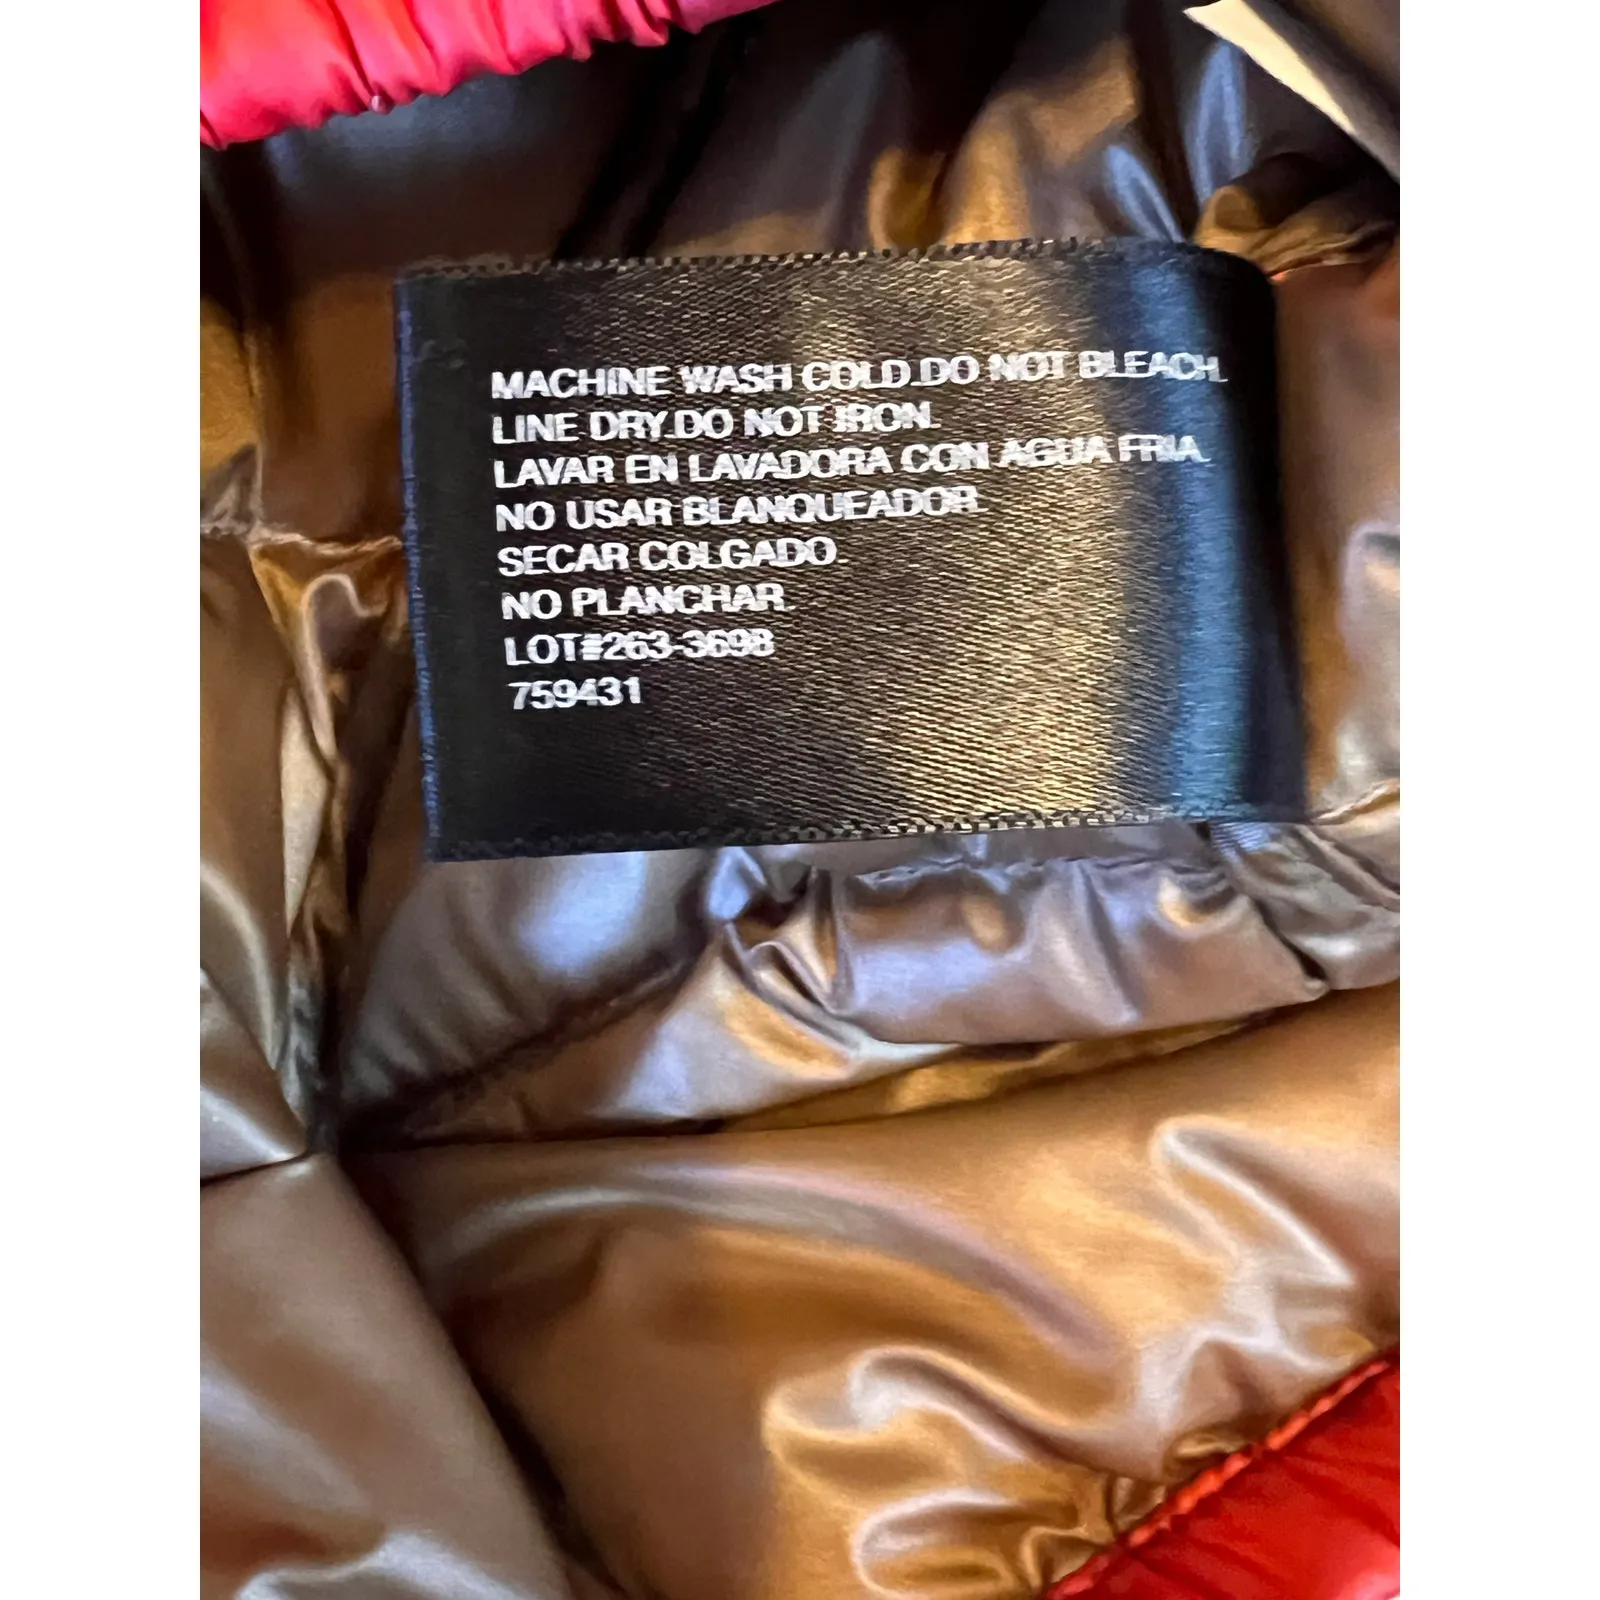 MACHINE WASH COLD.DO NOT BLEACH.
LINE DRY.DO NOT IRON.
LAVAR EN LAVADORA CON AGUA FRIA.
NO USAR BLANQUEADOR.
SECAR COLGADO.
NO PLANCHAR.
LOT#263-3698
759431